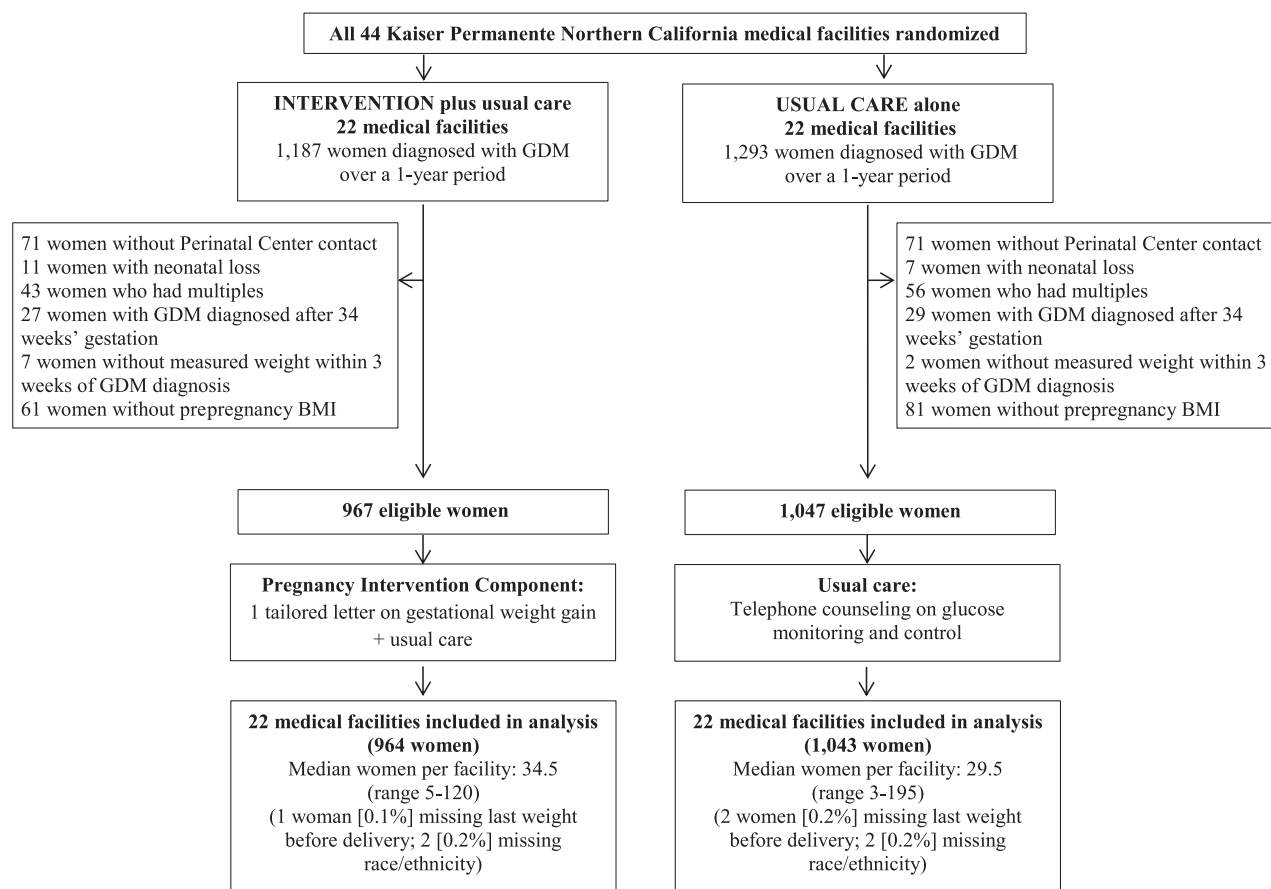 All 44 Kaiser Permanente Northern California medical facilities randomized
INTERVENTION plus usual care
22 medical facilities
1,187 women diagnosed with GDM
over a 1-year period
USUAL CARE alone
22 medical facilities
1,293 women diagnosed with GDM
over a 1-year period
71 women without Perinatal Center contact
11 women with neonatal loss
43 women who had multiples
27 women with GDM diagnosed after 34
weeks’ gestation
7 women without measured weight within 3
weeks of GDM diagnosis
61 women without prepregnancy BMI
71 women without Perinatal Center contact
7 women with neonatal loss
56 women who had multiples
29 women with GDM diagnosed after 34
weeks’ gestation
2 women without measured weight within 3
weeks of GDM diagnosis
81 women without prepregnancy BMI
967 eligible women
1,047 eligible women
Pregnancy Intervention Component:
1 tailored letter on gestational weight gain
+ usual care
Usual care:
Telephone counseling on glucose
monitoring and control
22 medical facilities included in analysis
(964 women)
Median women per facility: 34.5
(range 5-120)
(1 woman [0.1%] missing last weight
before delivery; 2 [0.2%] missing
race/ethnicity)
22 medical facilities included in analysis
(1,043 women)
Median women per facility: 29.5
(range 3-195)
(2 women [0.2%] missing last weight
before delivery; 2 [0.2%] missing
race/ethnicity)